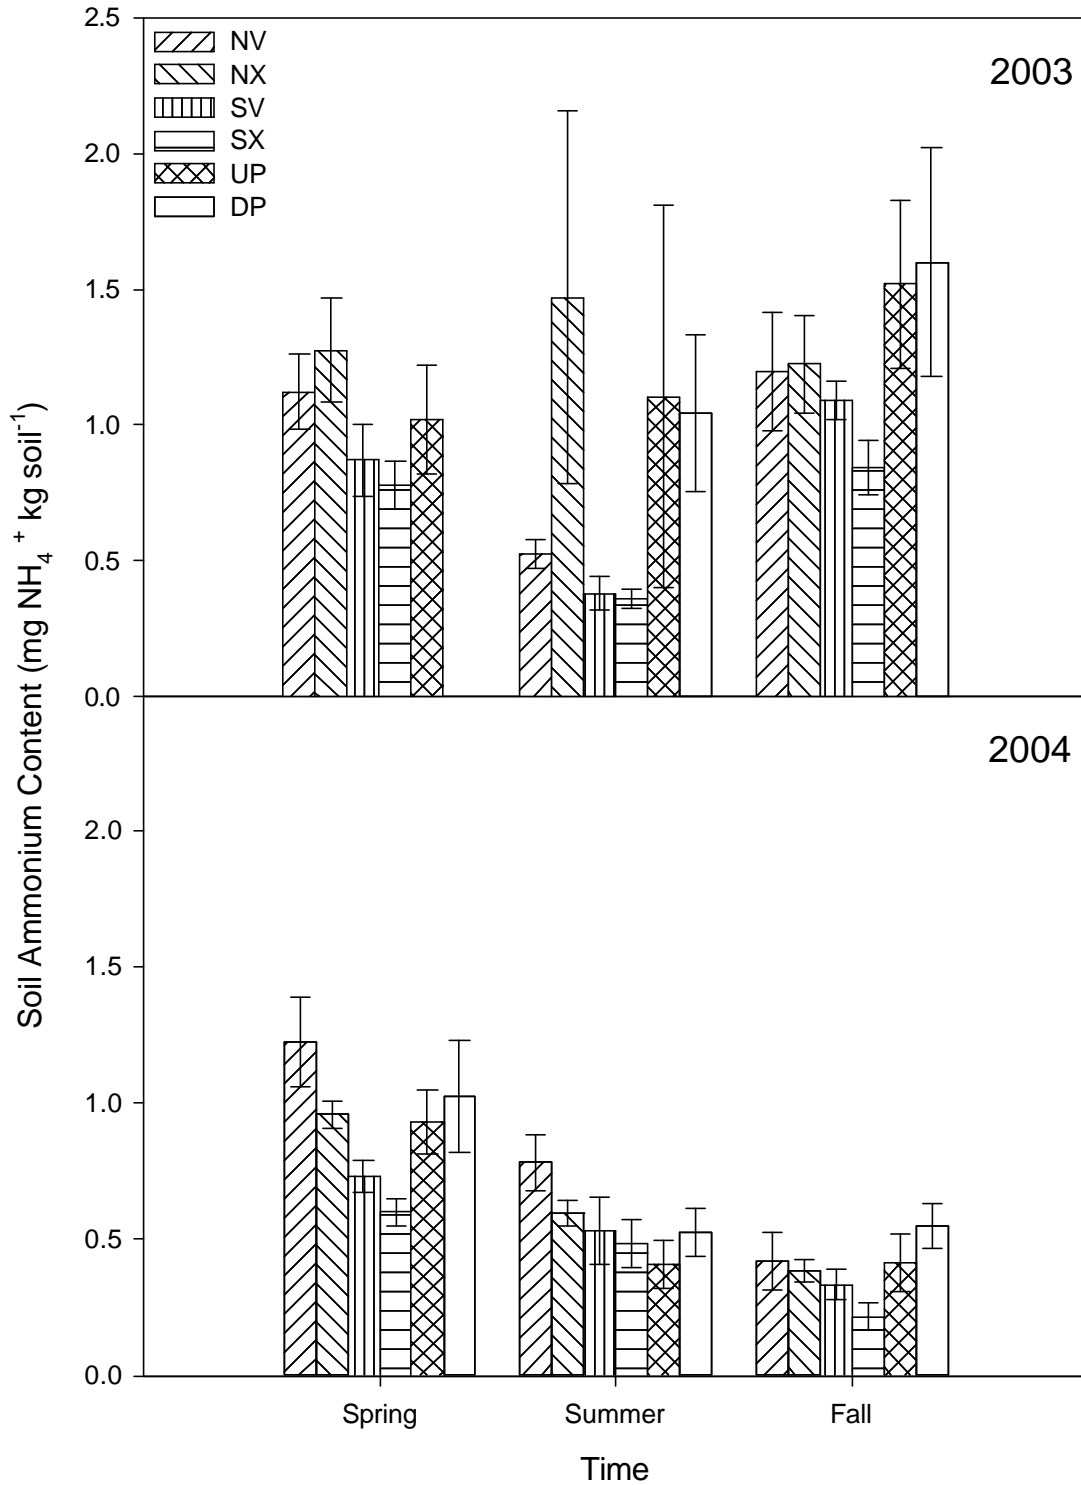 2.5
NV
NX
SV
SX
UP
DP
2003
2.0
1.5
1.0
0.5
0.0
2004
2.0
1.5
1.0
0.5
0.0
Soil Ammonium Content (mg NH₄⁺ kg soil⁻¹)
Spring Summer Fall
Time